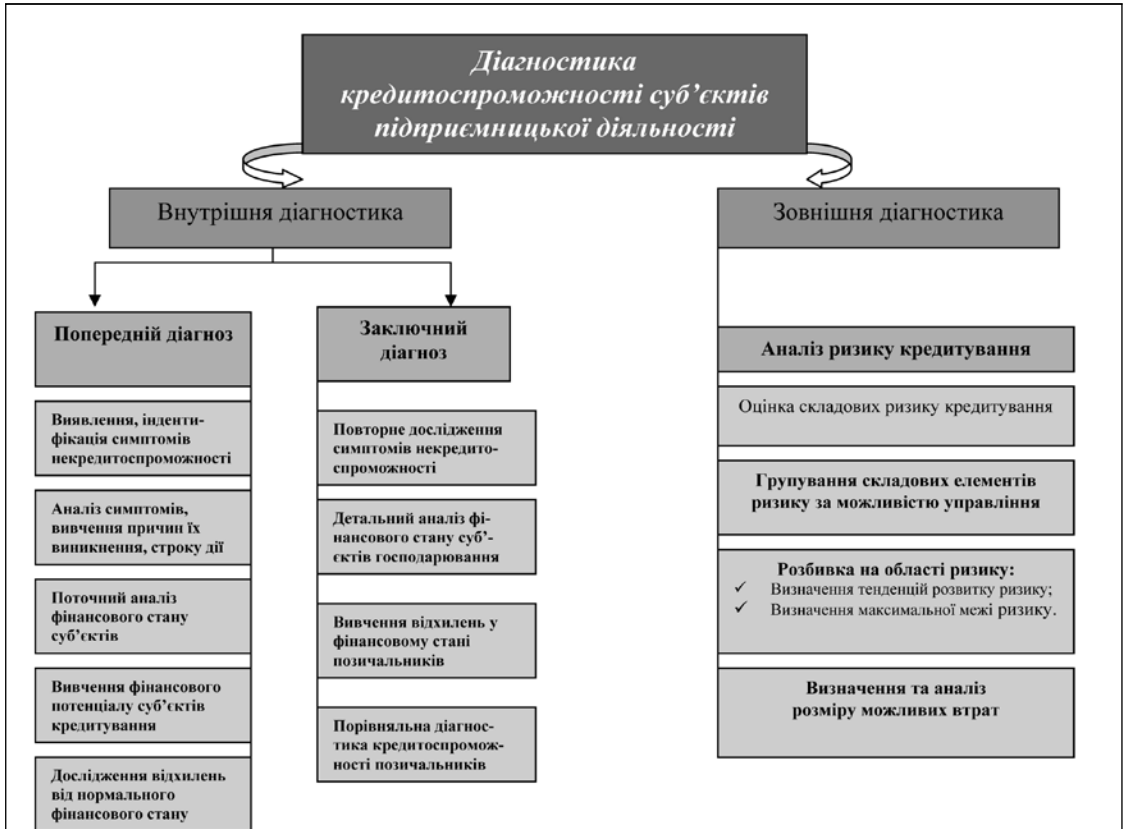 Діагностика
кредитоспроможності суб’єктів
підприємницької діяльності
Внутрішня діагностика
Зовнішня діагностика
Попередній діагноз
Виявлення, інденти-
фікація симптомів
некредитоспроможності
Аналіз симптомів,
вивчення причин їх
виникнення, строку дії
Поточний аналіз
фінансового стану
суб’єктів
Вивчення фінансового
потенціалу суб’єктів
кредитування
Дослідження відхилень
від нормального
фінансового стану
Заключний
діагноз
Повторне дослідження
симптомів некредито-
спроможності
Детальний аналіз фі-
нансового стану суб’-
єктів господарювання
Вивчення відхилень у
фінансовому стані
позичальників
Порівняльна діагнос-
тика кредитоспромож-
ності позичальників
Аналіз ризику кредитування
Оцінка складових ризику кредитування
Групування складових елементів
ризику за можливістю управління
Розбивка на області ризику:
✓ Визначення тенденцій розвитку ризику;
✓ Визначення максимальної межі ризику.
Визначення та аналіз
розміру можливих втрат